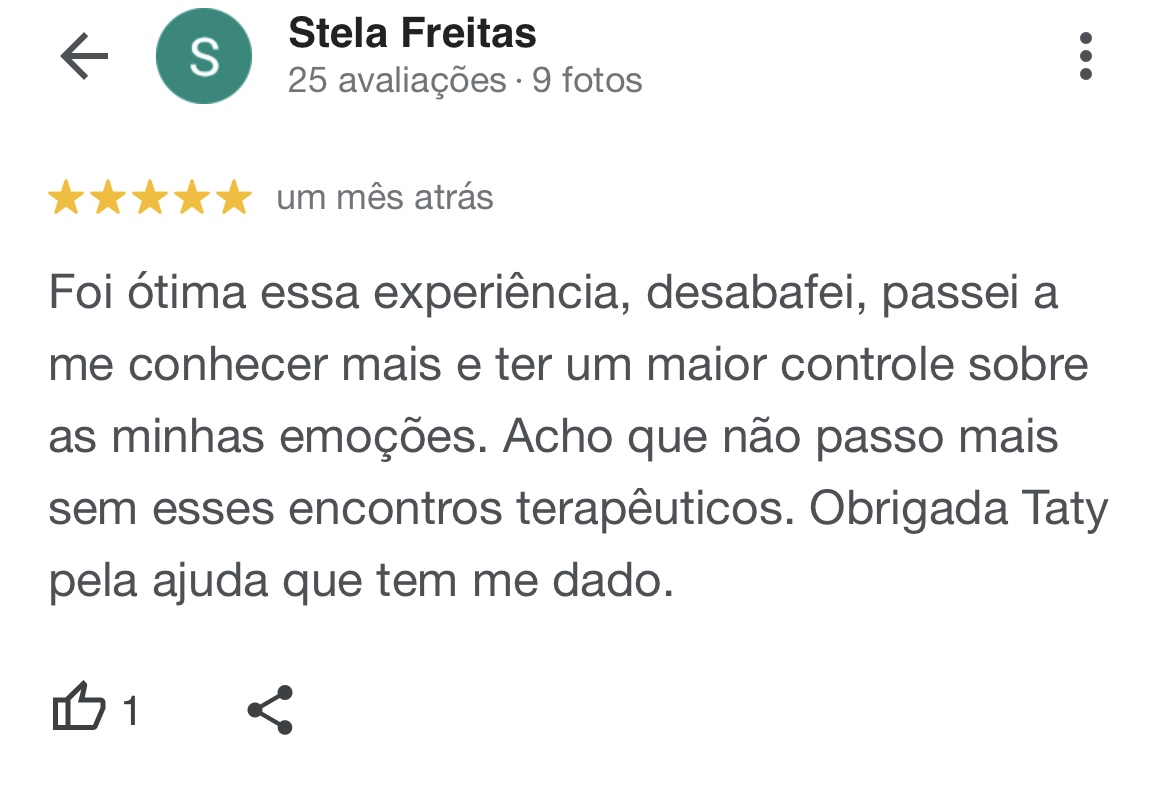 S
Stela Freitas
25 avaliações · 9 fotos
um mês atrás
Foi ótima essa experiência, desabafei, passei a
me conhecer mais e ter um maior controle sobre
as minhas emoções. Acho que não passo mais
sem esses encontros terapêuticos. Obrigada Taty
pela ajuda que tem me dado.
1